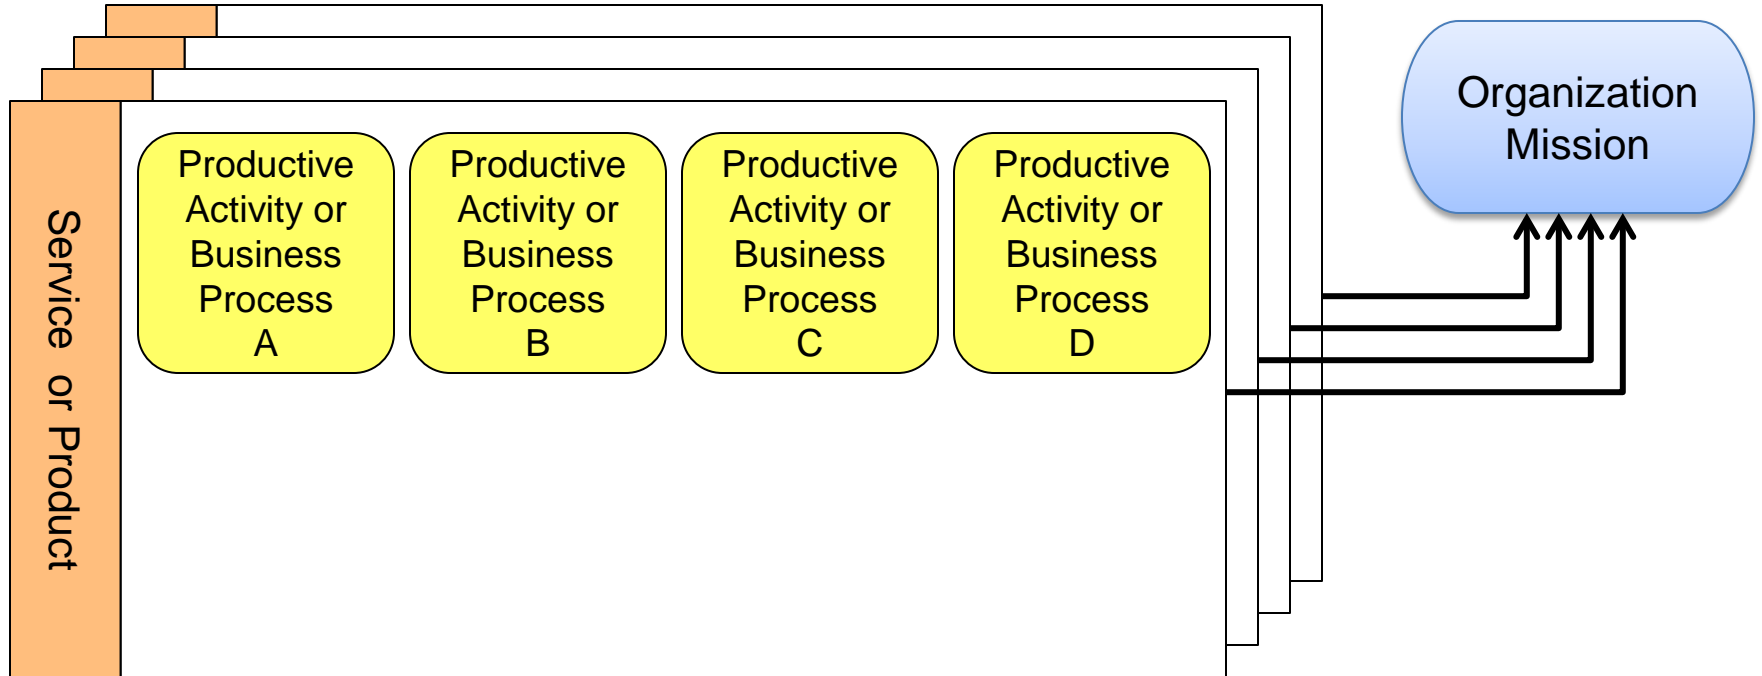 Service or Product
Productive
Activity or
Business
Process
A
Productive
Activity or
Business
Process
B
Productive
Activity or
Business
Process
C
Productive
Activity or
Business
Process
D
Organization
Mission